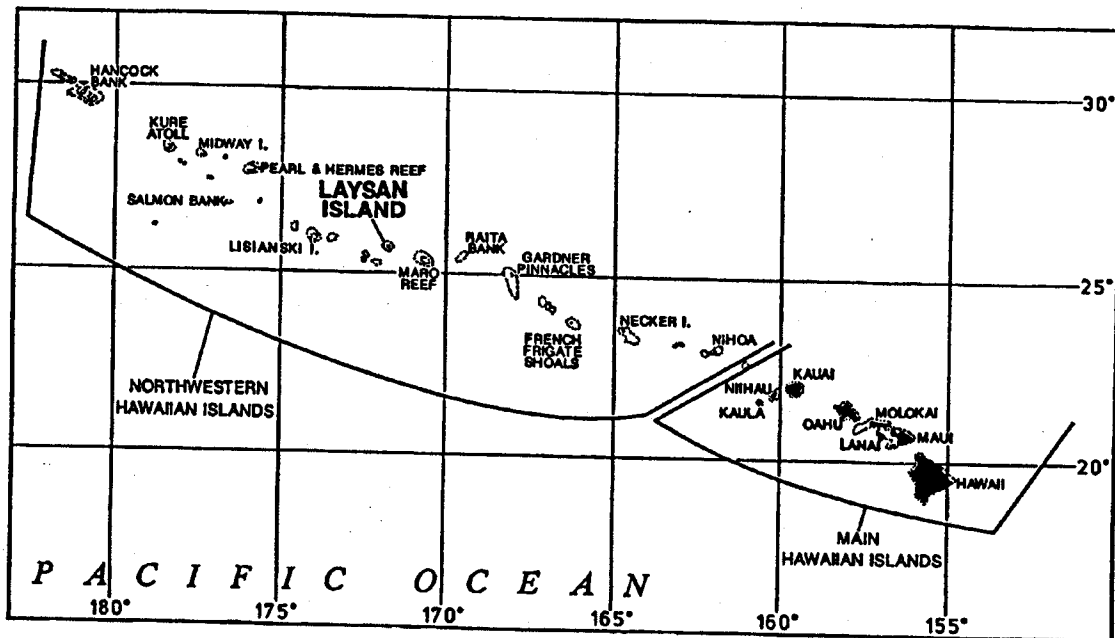 HANCOCK
BANK
30°
KURE
ATOLL
MIDWAY I.
PEARL & HERMES REEF
LAYSAN
ISLAND
SALMON BANK
LISIANSKI I.
MARO
REEF
RAITA
BANK
GARDNER
PINNACLES
25°
FRENCH
FRIGATE
SHOALS
NECKER I.
NIHOA
NORTHWESTERN
HAWAIIAN ISLANDS
NIIHAU
KAUAI
KAULA
OAHU
MOLOKAI
LANAI
MAUI
20°
HAWAII
MAIN
HAWAIIAN ISLANDS
PACIFIC OCEAN
180°
175°
170°
165°
160°
155°